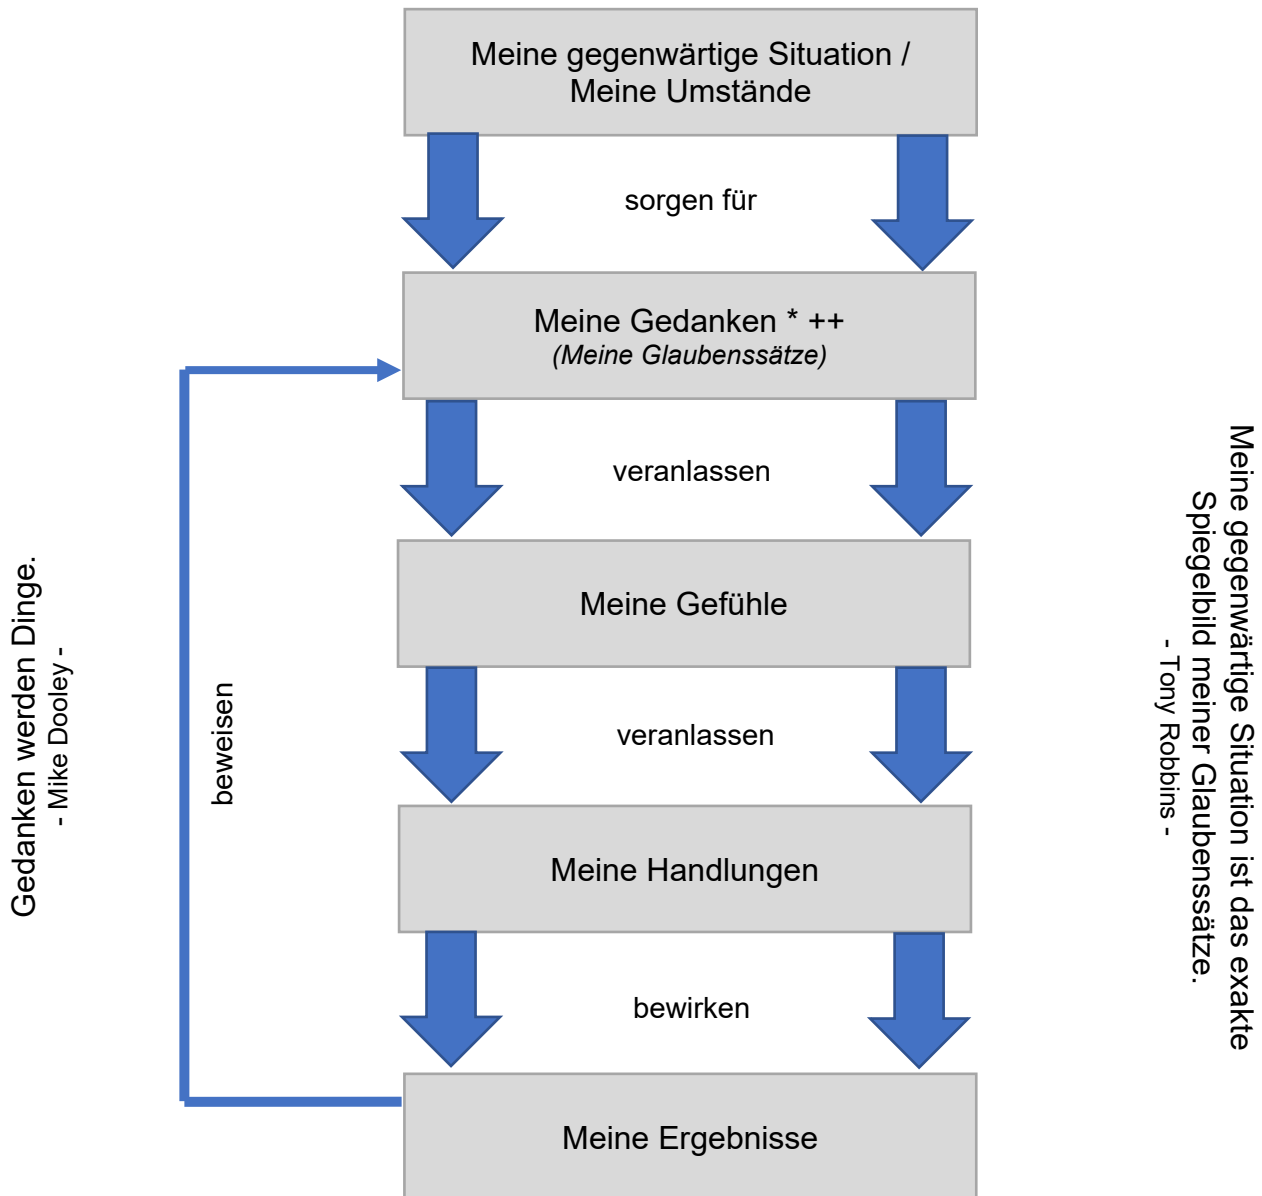 Meine gegenwärtige Situation /
Meine Umstände
sorgen für
Meine Gedanken * ++
(Meine Glaubenssätze)
veranlassen
Meine Gefühle
veranlassen
Meine Handlungen
bewirken
Meine Ergebnisse
beweisen
Gedanken werden Dinge.
- Mike Dooley -
Meine gegenwärtige Situation ist das exakte
Spiegelbild meiner Glaubenssätze.
- Tony Robbins -